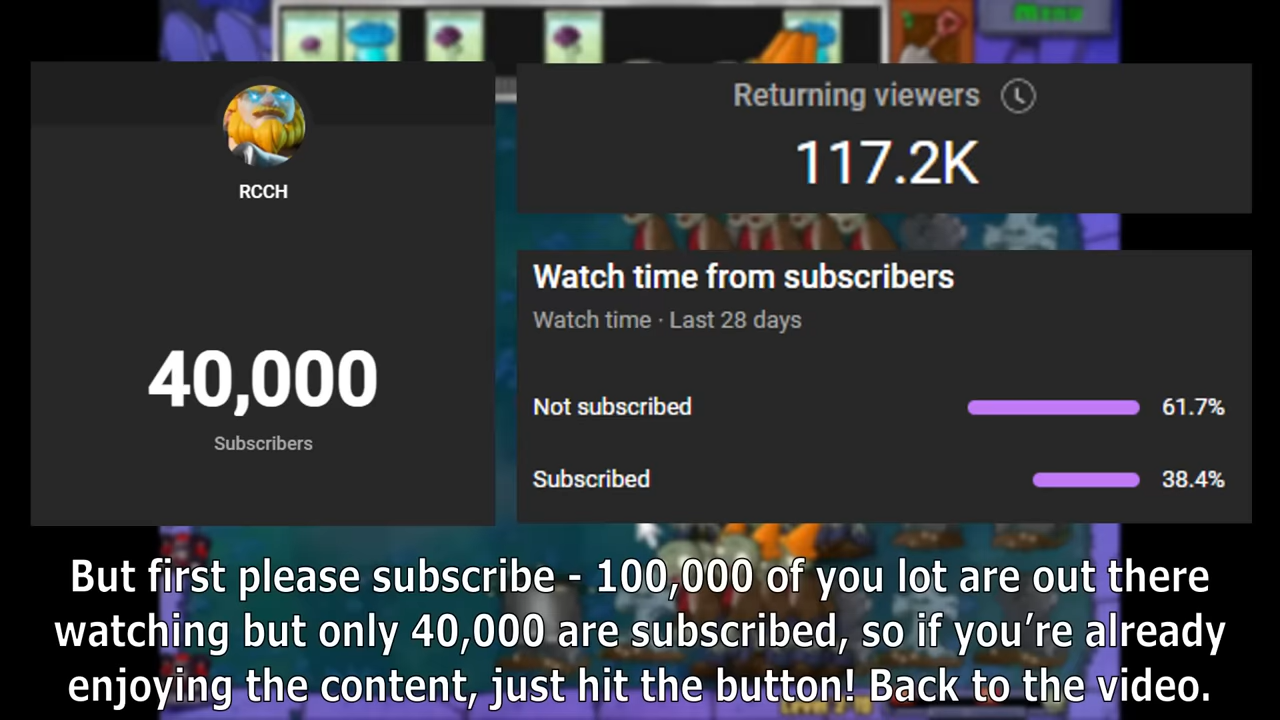 Menu
RCCH
40,000
Subscribers
Returning viewers
117.2K
Watch time from subscribers
Watch time · Last 28 days
Not subscribed 61.7%
Subscribed 38.4%
But first please subscribe - 100,000 of you lot are out there
watching but only 40,000 are subscribed, so if you’re already
enjoying the content, just hit the button! Back to the video.